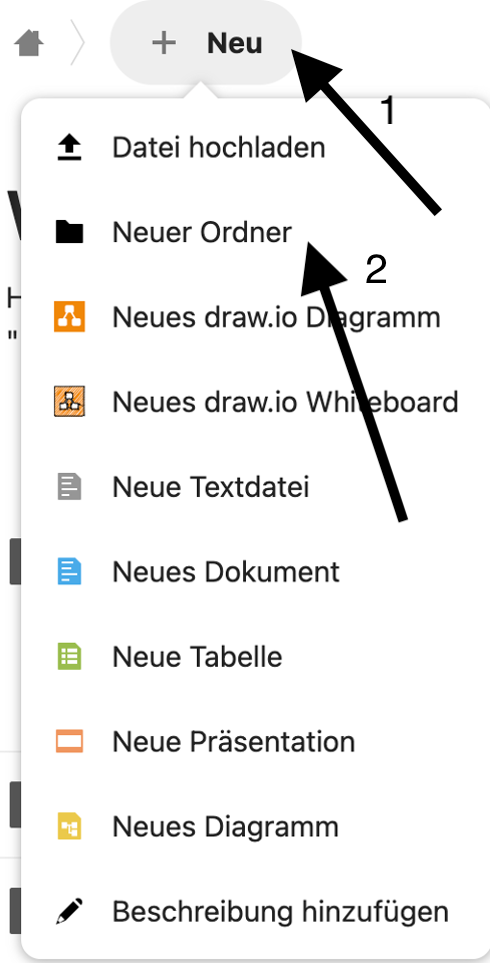 + Neu
1
Datei hochladen
Neuer Ordner
2
Neues draw.io Diagramm
Neues draw.io Whiteboard
Neue Textdatei
Neues Dokument
Neue Tabelle
Neue Präsentation
Neues Diagramm
Beschreibung hinzufügen